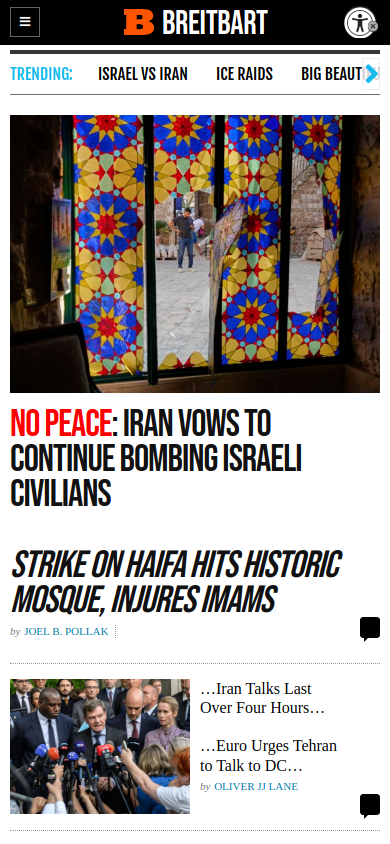 BREITBART
TRENDING: ISRAEL VS IRAN ICE RAIDS BIG BEAUT
NO PEACE: IRAN VOWS TO
CONTINUE BOMBING ISRAELI
CIVILIANS
STRIKE ON HAIFA HITS HISTORIC
MOSQUE, INJURES IMAMS
by JOEL B. POLLAK
…Iran Talks Last
Over Four Hours…
…Euro Urges Tehran
to Talk to DC…
by OLIVER JJ LANE